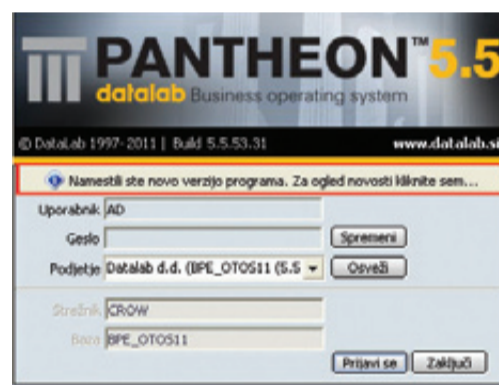 PANTHEON™5.5
datalab Business operating system
© DataLab 1997-2011 | Build 5.5.53.31 www.datalab.si
Namestili ste novo verzijo programa. Za ogled novosti kliknite sem...
Uporabnik AD
Geslo Spremeni
Podjetje Datalab d.d. (BPE_OTOS11 (5.5 Osveži
Strežnik CROW
Baza BPE_OTOS11
Prijavi se Zaključi